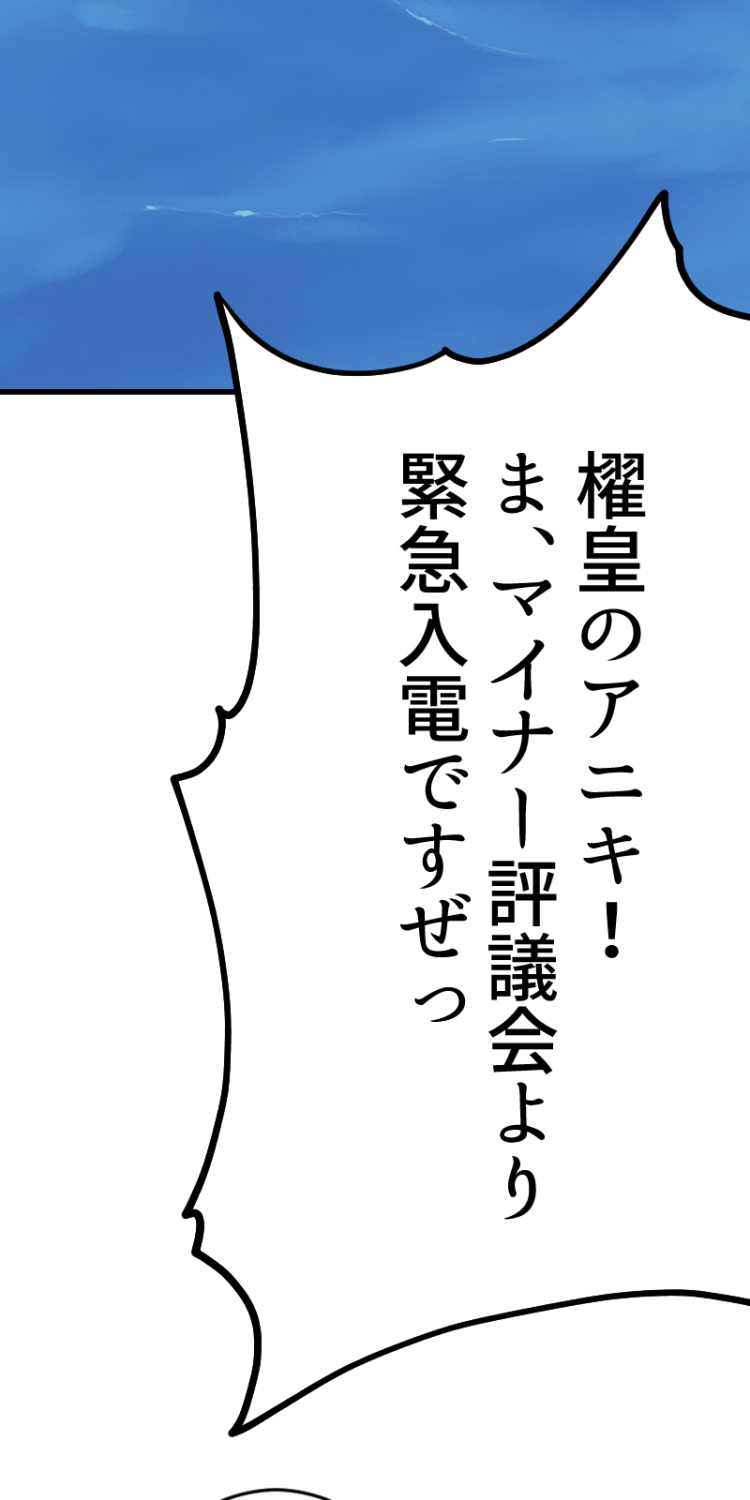 櫂皇のアニキ！
ま、マイナー評議会より
緊急入電ですぜっ